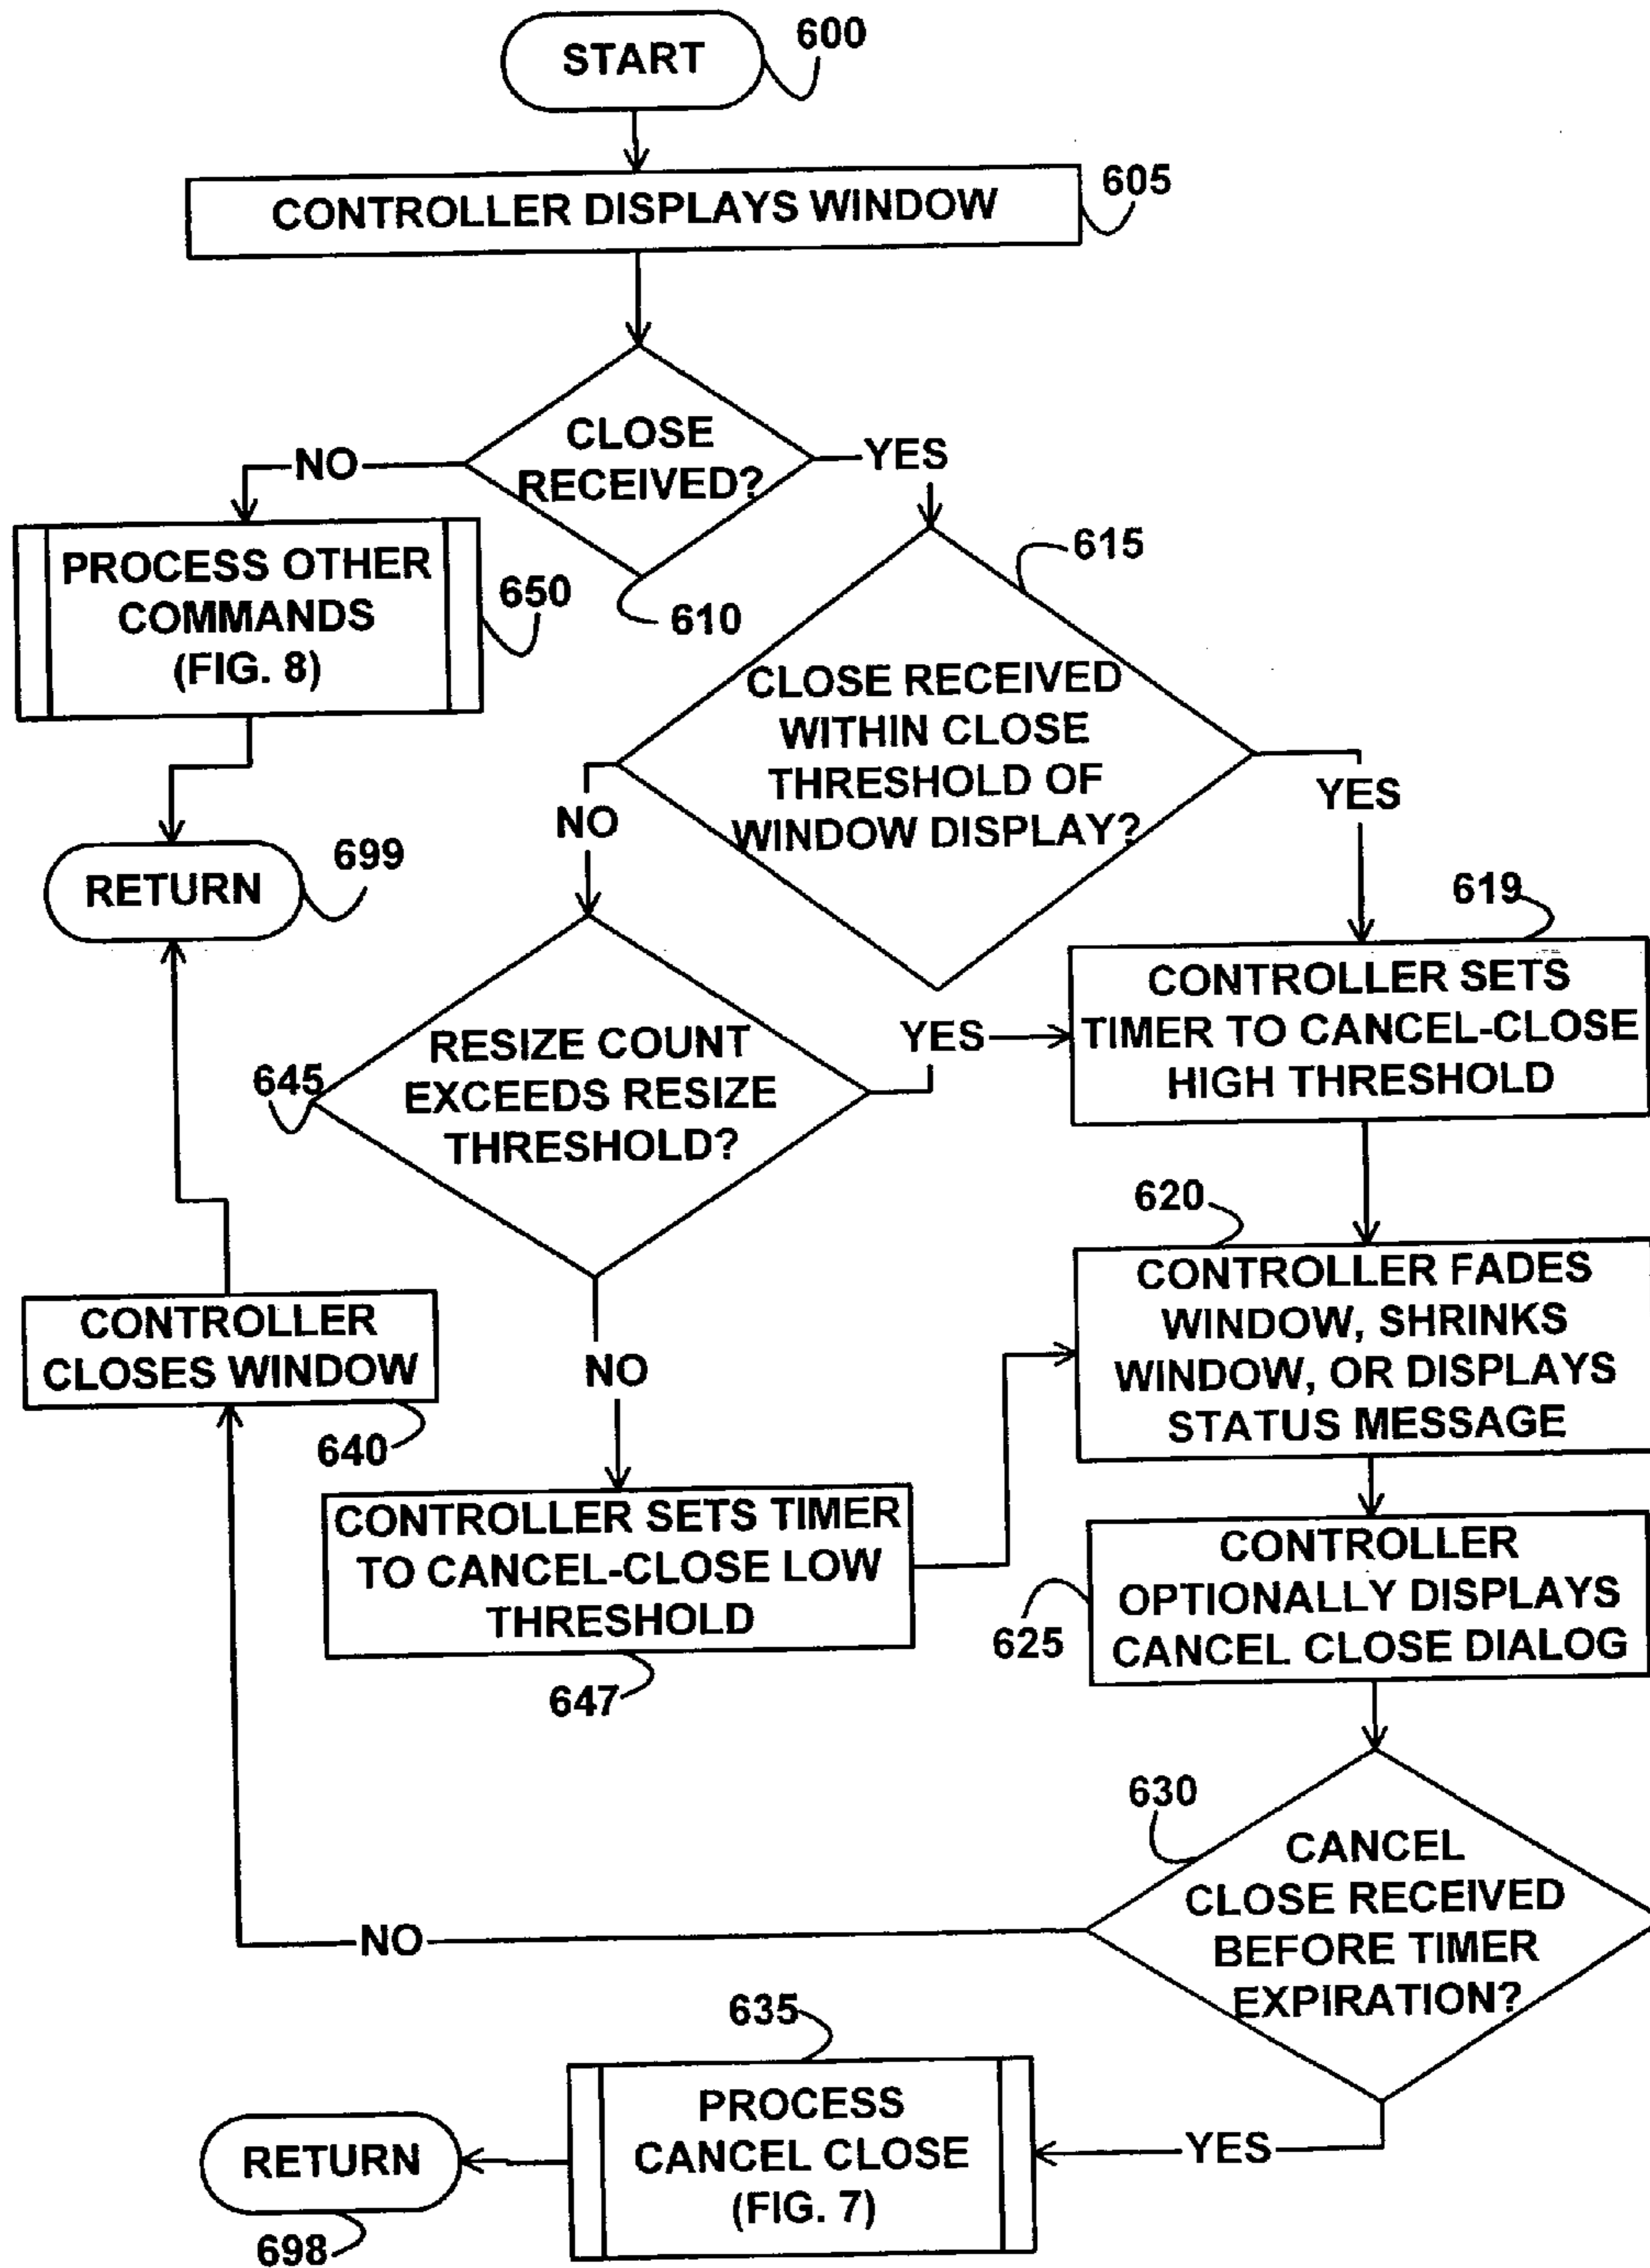 START
600
CONTROLLER DISPLAYS WINDOW
605
CLOSE
RECEIVED?
610
NO
YES
PROCESS OTHER
COMMANDS
(FIG. 8)
650
615
CLOSE RECEIVED
WITHIN CLOSE
THRESHOLD OF
WINDOW DISPLAY?
NO
YES
RETURN
699
619
CONTROLLER SETS
TIMER TO CANCEL-CLOSE
HIGH THRESHOLD
RESIZE COUNT
EXCEEDS RESIZE
THRESHOLD?
645
YES
NO
620
CONTROLLER FADES
WINDOW, SHRINKS
WINDOW, OR DISPLAYS
STATUS MESSAGE
CONTROLLER
CLOSES WINDOW
640
CONTROLLER SETS TIMER
TO CANCEL-CLOSE LOW
THRESHOLD
647
CONTROLLER
OPTIONALLY DISPLAYS
CANCEL CLOSE DIALOG
625
630
CANCEL
CLOSE RECEIVED
BEFORE TIMER
EXPIRATION?
NO
YES
635
PROCESS
CANCEL CLOSE
(FIG. 7)
RETURN
698